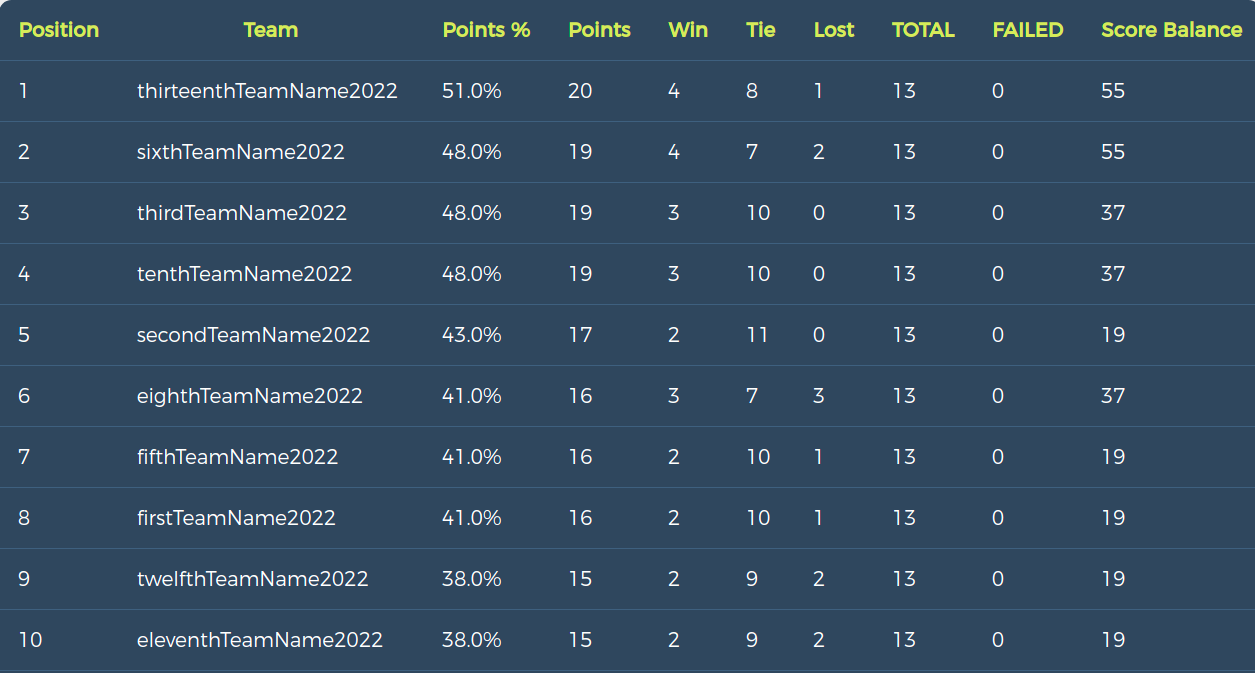 Position Team Points % Points Win Tie Lost TOTAL FAILED Score Balance
1 thirteenthTeamName2022 51.0% 20 4 8 1 13 0 55
2 sixthTeamName2022 48.0% 19 4 7 2 13 0 55
3 thirdTeamName2022 48.0% 19 3 10 0 13 0 37
4 tenthTeamName2022 48.0% 19 3 10 0 13 0 37
5 secondTeamName2022 43.0% 17 2 11 0 13 0 19
6 eighthTeamName2022 41.0% 16 3 7 3 13 0 37
7 fifthTeamName2022 41.0% 16 2 10 1 13 0 19
8 firstTeamName2022 41.0% 16 2 10 1 13 0 19
9 twelfthTeamName2022 38.0% 15 2 9 2 13 0 19
10 eleventhTeamName2022 38.0% 15 2 9 2 13 0 19